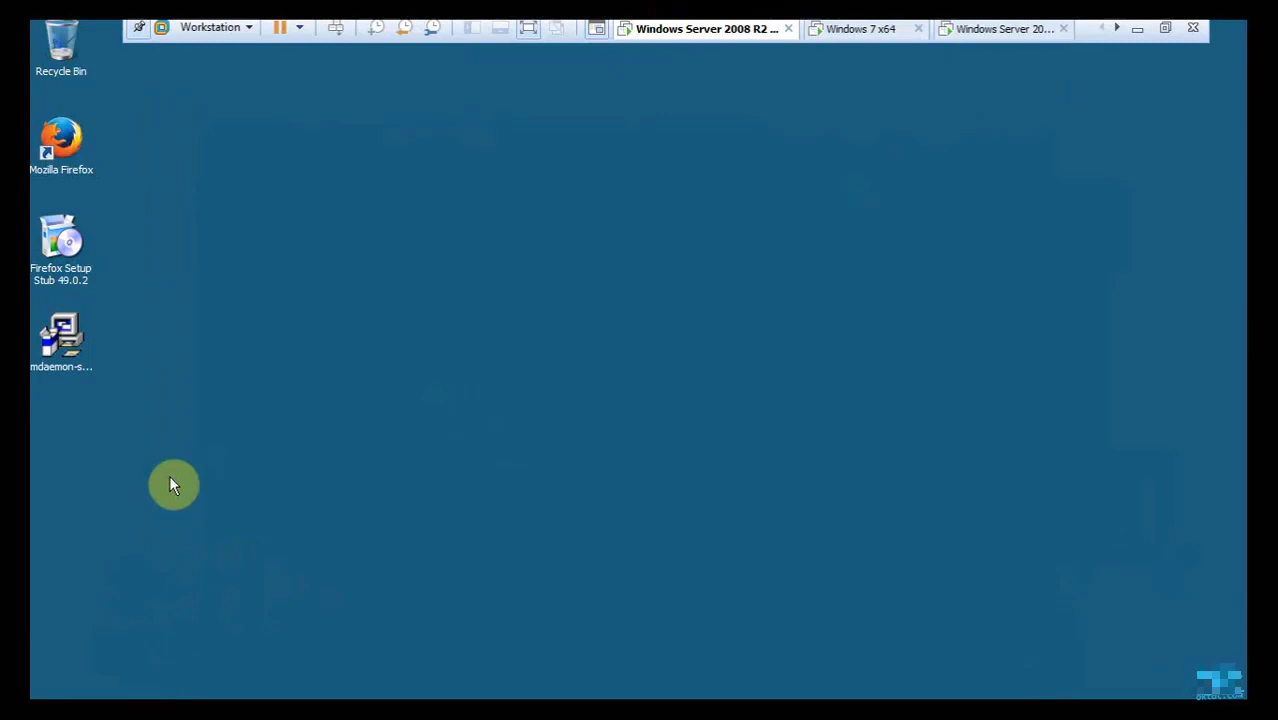 Workstation
Windows Server 2008 R2 ...
Windows 7 x64
Windows Server 20...
Recycle Bin
Mozilla Firefox
Firefox Setup
Stub 49.0.2
mdaemon-s...